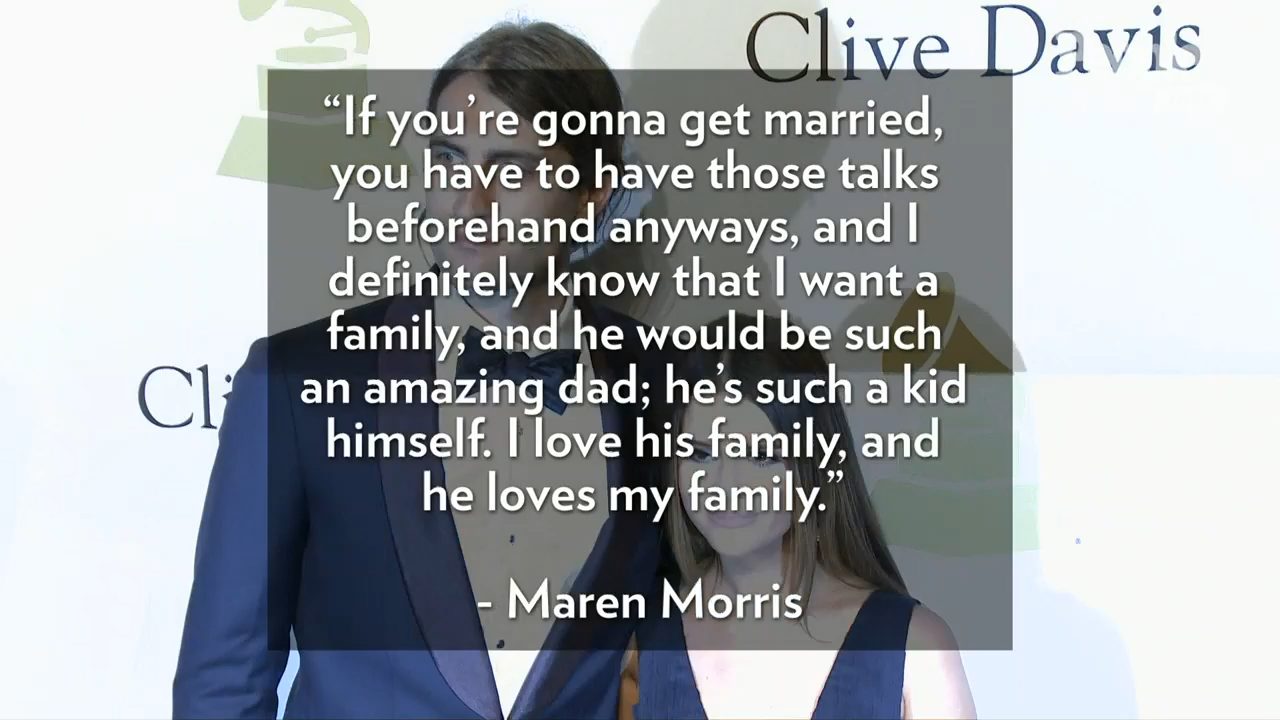 Clive Davis
“If you’re gonna get married,
you have to have those talks
beforehand anyways, and I
definitely know that I want a
family, and he would be such
an amazing dad; he’s such a kid
himself. I love his family, and
he loves my family.”
Cli
- Maren Morris